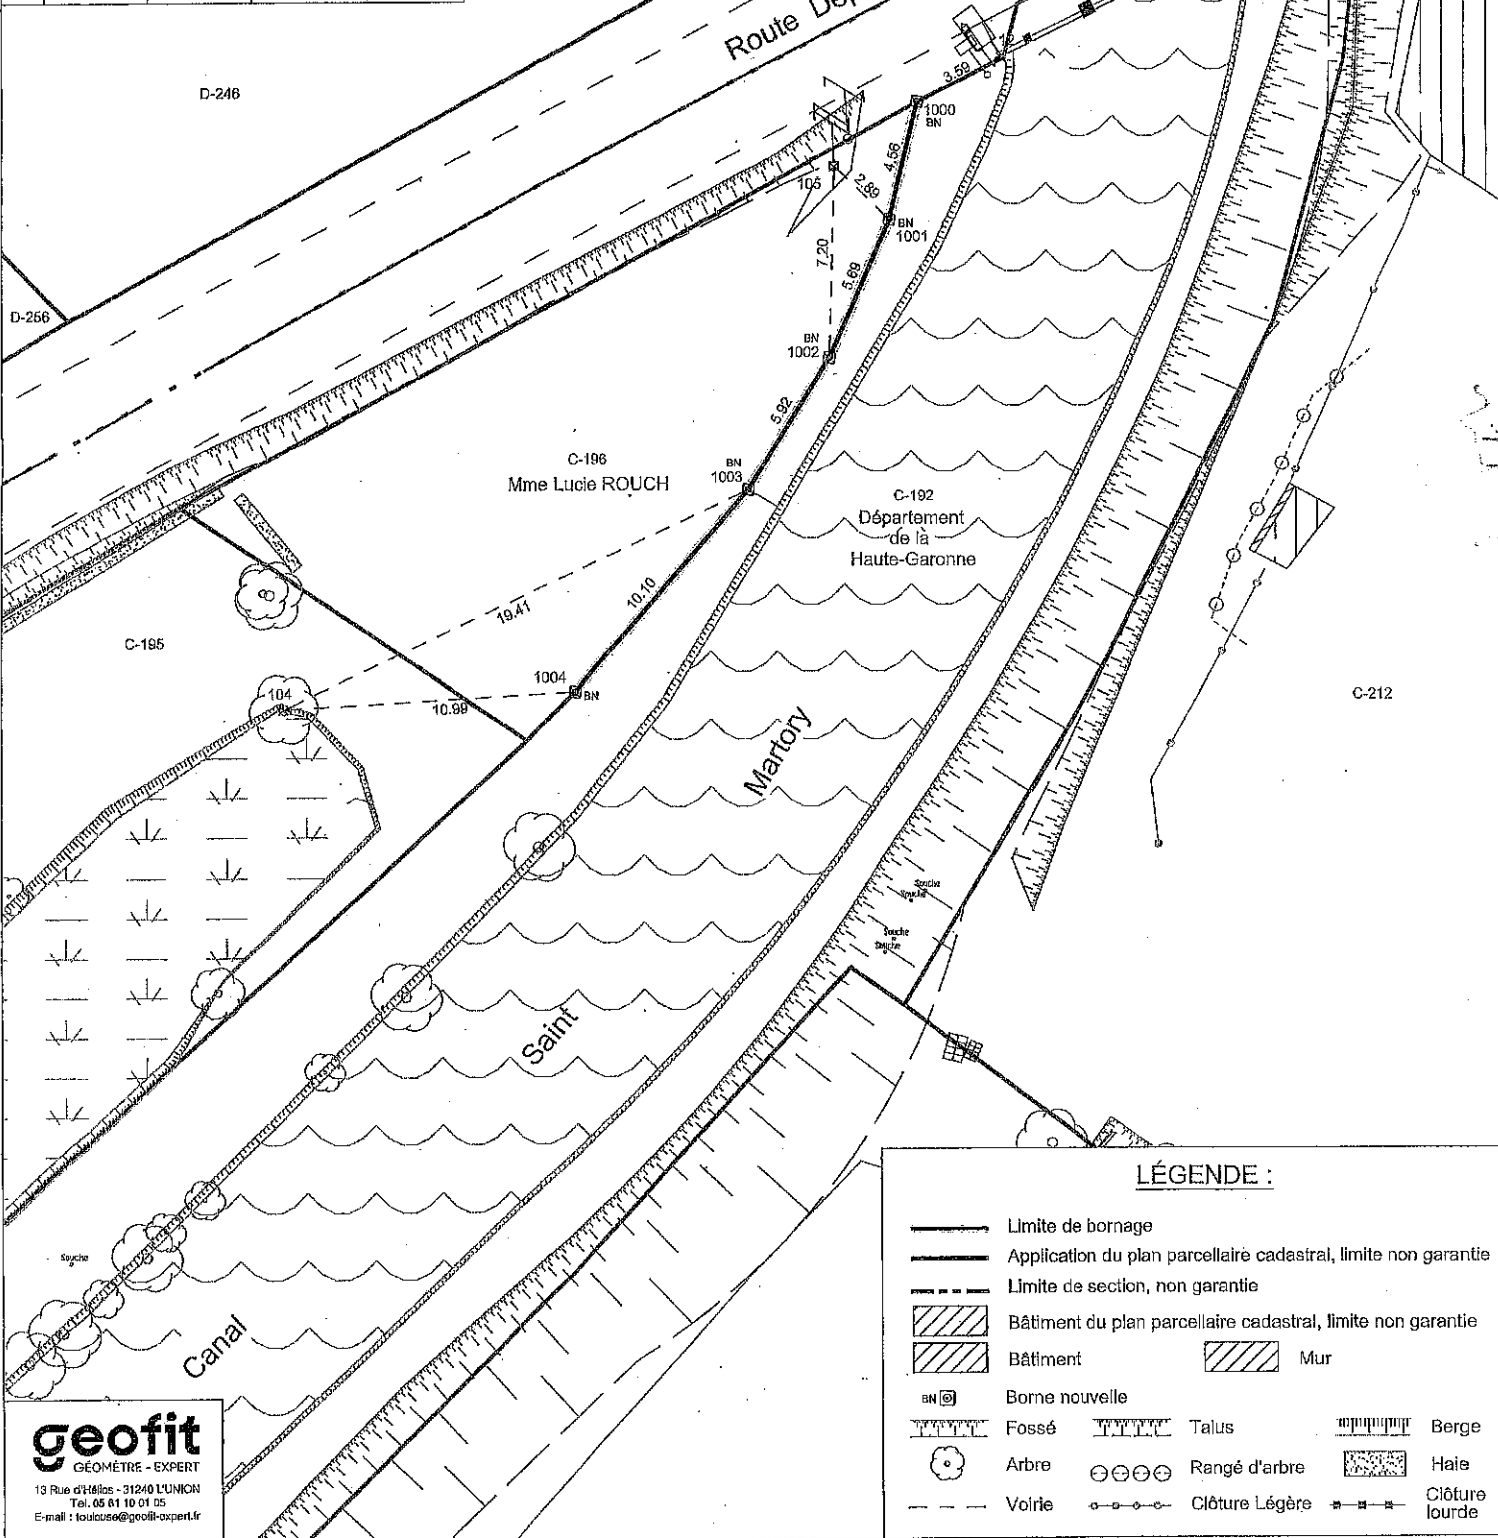 Route Dép
D-246
3.59
1000
BN
4.56
105
2.89
BN
1001
7.20
5.69
D-256
BN
1002
5.92
C-196
Mme Lucie ROUCH
BN
1003
C-192
Département
de la
Haute-Garonne
10.10
19.41
C-195
1004
BN
104
10.99
C-212
Martory
Souche
Souche
Souche
Souche
Saint
Souche
Canal
LÉGENDE :
Limite de bornage
Application du plan parcellaire cadastral, limite non garantie
Limite de section, non garantie
Bâtiment du plan parcellaire cadastral, limite non garantie
Bâtiment Mur
BN Borne nouvelle
Fossé Talus Berge
Arbre Rangé d'arbre Haie
Voirie Clôture Légère Clôture lourde
geofit
GÉOMÈTRE - EXPERT
13 Rue d'Hélios - 31240 L'UNION
Tel. 05 61 10 01 05
E-mail : toulouse@geofit-expert.fr